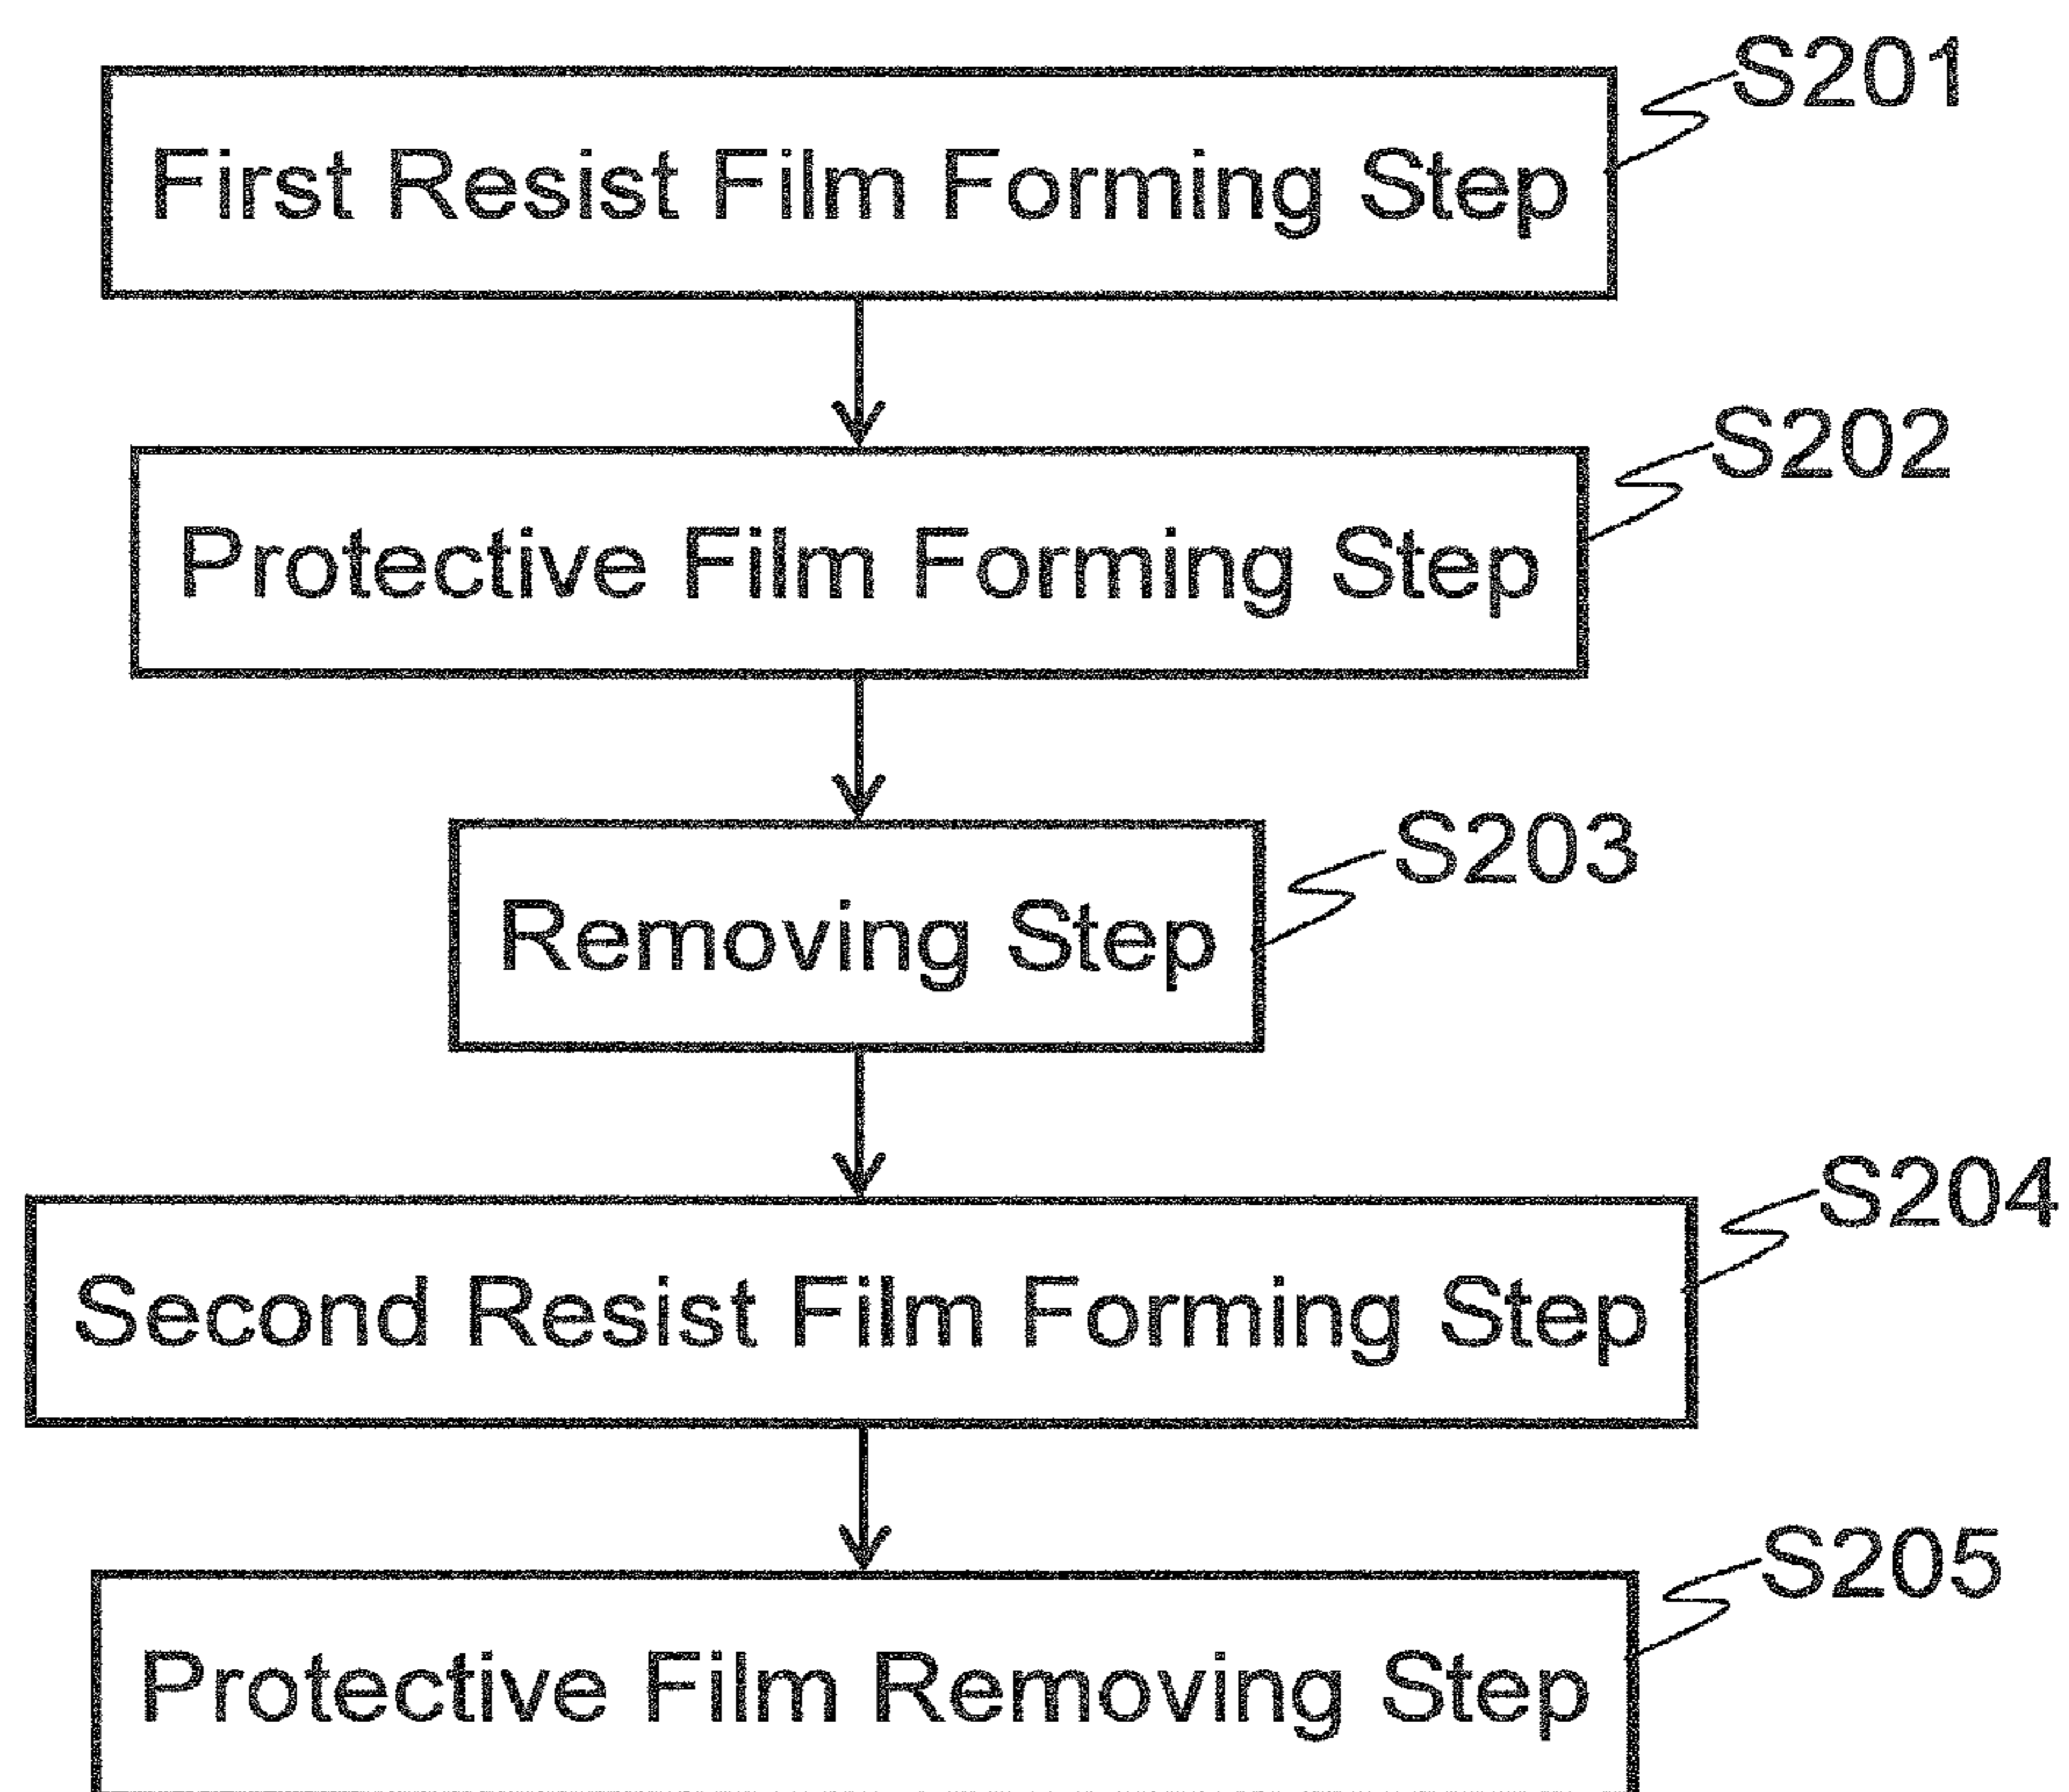 S201
First Resist Film Forming Step
S202
Protective Film Forming Step
S203
Removing Step
S204
Second Resist Film Forming Step
S205
Protective Film Removing Step